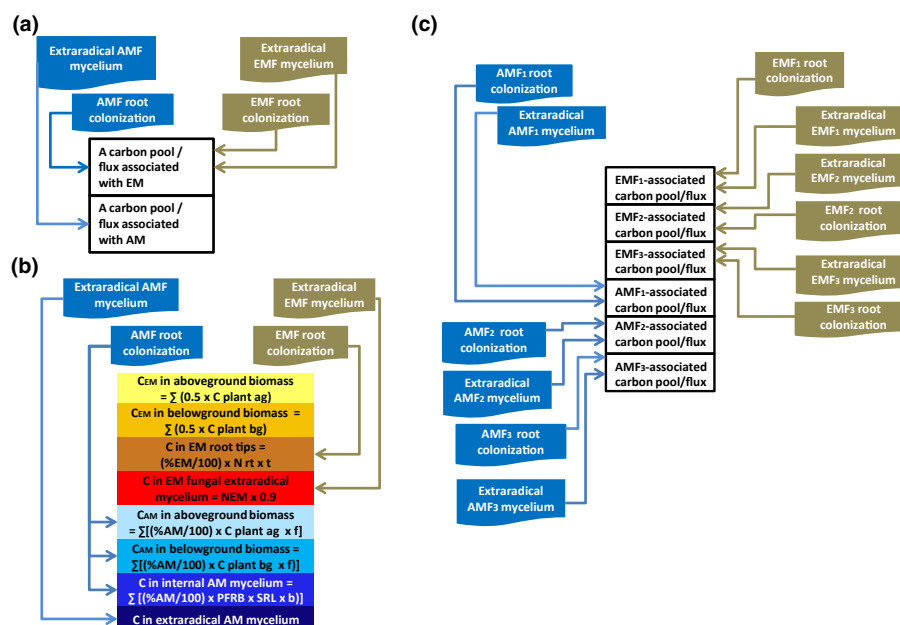 (a)
Extraradical AMF
mycelium
Extraradical
EMF mycelium
AMF root
colonization
EMF root
colonization
A carbon pool /
flux associated
with EM
A carbon pool /
flux associated
with AM
(b)
Extraradical AMF
mycelium
Extraradical
EMF mycelium
AMF root
colonization
EMF root
colonization
CEM in aboveground biomass
= ∑ (0.5 x C plant ag)
CEM in belowground biomass =
∑ (0.5 x C plant bg)
C in EM root tips =
(%EM/100) x N rt x t
C in EM fungal extraradical
mycelium = NEM x 0.9
CAM in aboveground biomass
= ∑[(%AM/100) x C plant ag x f]
CAM in belowground biomass =
∑[(%AM/100) x C plant bg x f)]
C in internal AM mycelium =
∑ [(%AM/100) x PFRB x SRL x b)]
C in extraradical AM mycelium
(c)
AMF1 root
colonization
Extraradical
AMF1 mycelium
EMF1 root
colonization
Extraradical
EMF1 mycelium
Extraradical
EMF2 mycelium
EMF2 root
colonization
Extraradical
EMF3 mycelium
EMF3 root
colonization
EMF1-associated
carbon pool/flux
EMF2-associated
carbon pool/flux
EMF3-associated
carbon pool/flux
AMF1-associated
carbon pool/flux
AMF2-associated
carbon pool/flux
AMF3-associated
carbon pool/flux
AMF2 root
colonization
Extraradical
AMF2 mycelium
AMF3 root
colonization
Extraradical
AMF3 mycelium